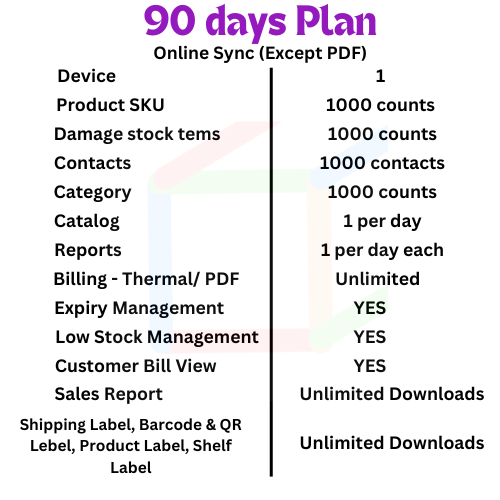 90 days Plan
Online Sync (Except PDF)
Device 1
Product SKU 1000 counts
Damage stock tems 1000 counts
Contacts 1000 contacts
Category 1000 counts
Catalog 1 per day
Reports 1 per day each
Billing - Thermal/ PDF Unlimited
Expiry Management YES
Low Stock Management YES
Customer Bill View YES
Sales Report Unlimited Downloads
Shipping Label, Barcode & QR
Lebel, Product Label, Shelf
Label
Unlimited Downloads